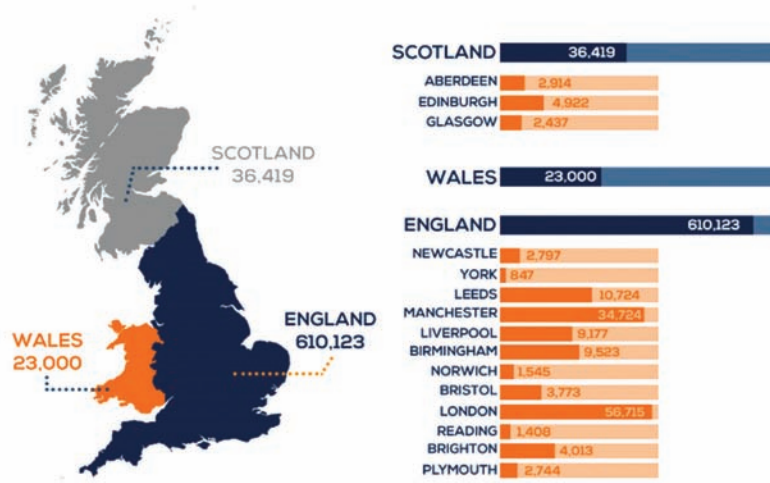 SCOTLAND
36,419
WALES
23,000
ENGLAND
610,123
SCOTLAND 36,419
ABERDEEN 2,914
EDINBURGH 4,922
GLASGOW 2,437
WALES 23,000
ENGLAND 610,123
NEWCASTLE 2,797
YORK 847
LEEDS 10,724
MANCHESTER 34,724
LIVERPOOL 9,177
BIRMINGHAM 9,523
NORWICH 1,545
BRISTOL 3,773
LONDON 56,715
READING 1,408
BRIGHTON 4,013
PLYMOUTH 2,744